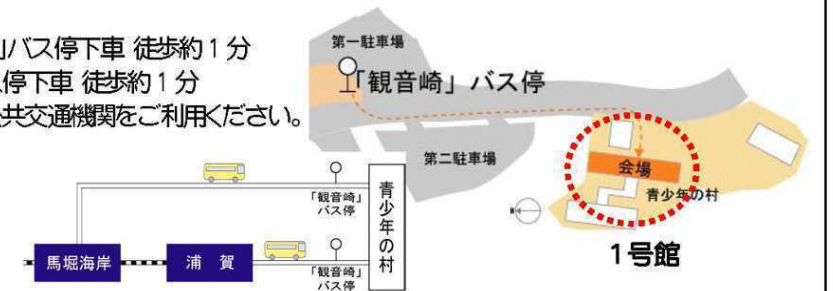 」バス停下車 徒歩約1分
ス停下車 徒歩約1分
共交通機関をご利用ください。
第一駐車場
「観音崎」バス停
第二駐車場
会場
青少年の村
1号館
「観音崎」
バス停
青少年の村
馬堀海岸
浦賀
「観音崎」
バス停